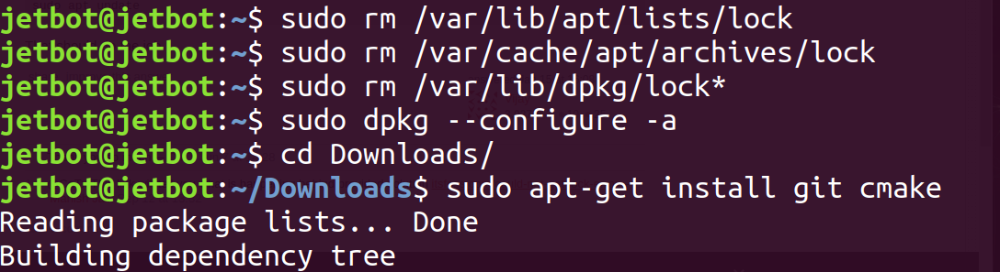 jetbot@jetbot:~$ sudo rm /var/lib/apt/lists/lock
jetbot@jetbot:~$ sudo rm /var/cache/apt/archives/lock
jetbot@jetbot:~$ sudo rm /var/lib/dpkg/lock*
jetbot@jetbot:~$ sudo dpkg --configure -a
jetbot@jetbot:~$ cd Downloads/
jetbot@jetbot:~/Downloads$ sudo apt-get install git cmake
Reading package lists... Done
Building dependency tree